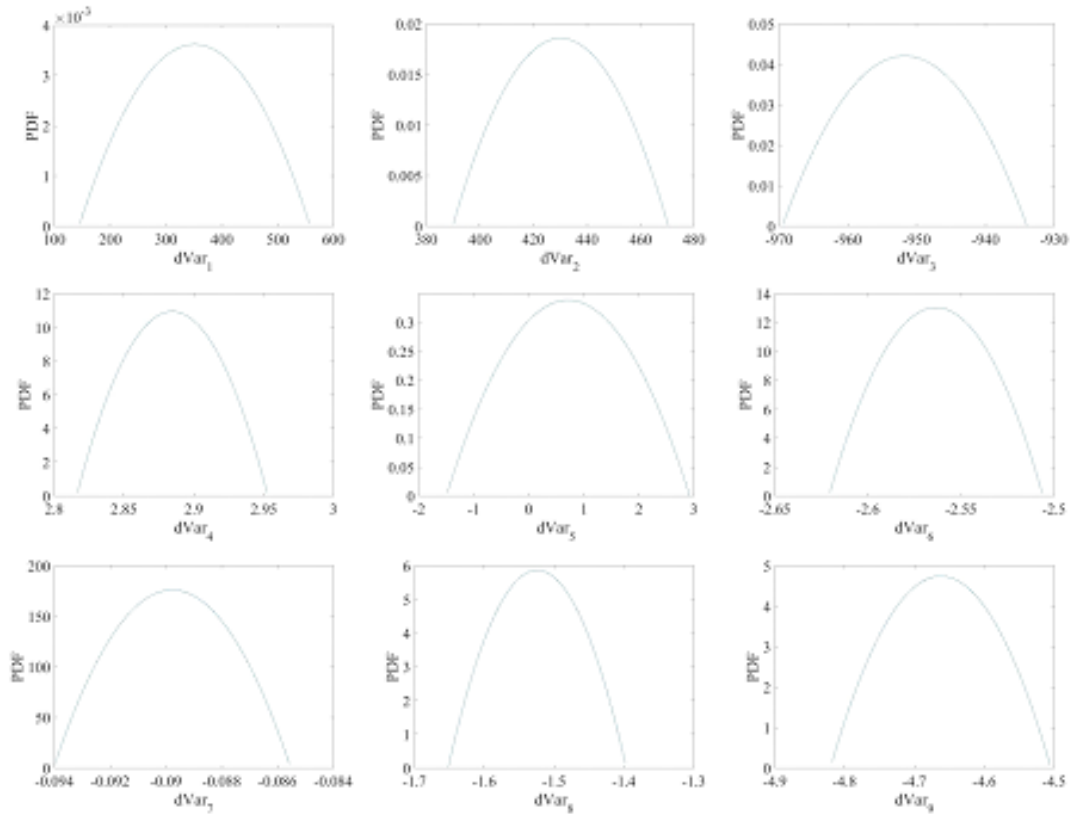 ×10⁻³
4
3
2
1
0
PDF
100 200 300 400 500 600
dVar₁
0.02
0.015
0.01
0.005
0
PDF
380 400 420 440 460 480
dVar₂
0.05
0.04
0.03
0.02
0.01
0
PDF
-970 -960 -950 -940 -930
dVar₃
12
10
8
6
4
2
0
PDF
2.8 2.85 2.9 2.95 3
dVar₄
0.3
0.25
0.2
0.15
0.1
0.05
0
PDF
-2 -1 0 1 2 3
dVar₅
14
12
10
8
6
4
2
0
PDF
-2.65 -2.6 -2.55 -2.5
dVar₆
200
150
100
50
0
PDF
-0.094 -0.092 -0.09 -0.088 -0.086 -0.084
dVar₇
6
5
4
3
2
1
0
PDF
-1.7 -1.6 -1.5 -1.4 -1.3
dVar₈
5
4
3
2
1
0
PDF
-4.9 -4.8 -4.7 -4.6 -4.5
dVar₉